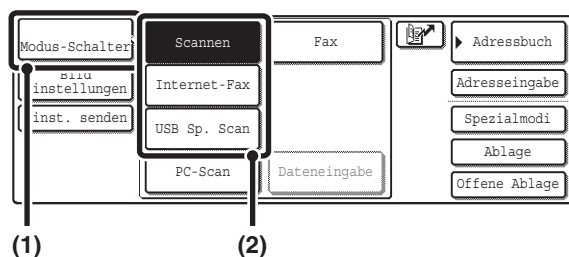 Modus-Schalter
Scannen
Fax
Adressbuch
Bild
instellungen
Internet-Fax
Adresseingabe
inst. senden
USB Sp. Scan
Spezialmodi
Ablage
PC-Scan
Dateneingabe
Offene Ablage
(1)
(2)